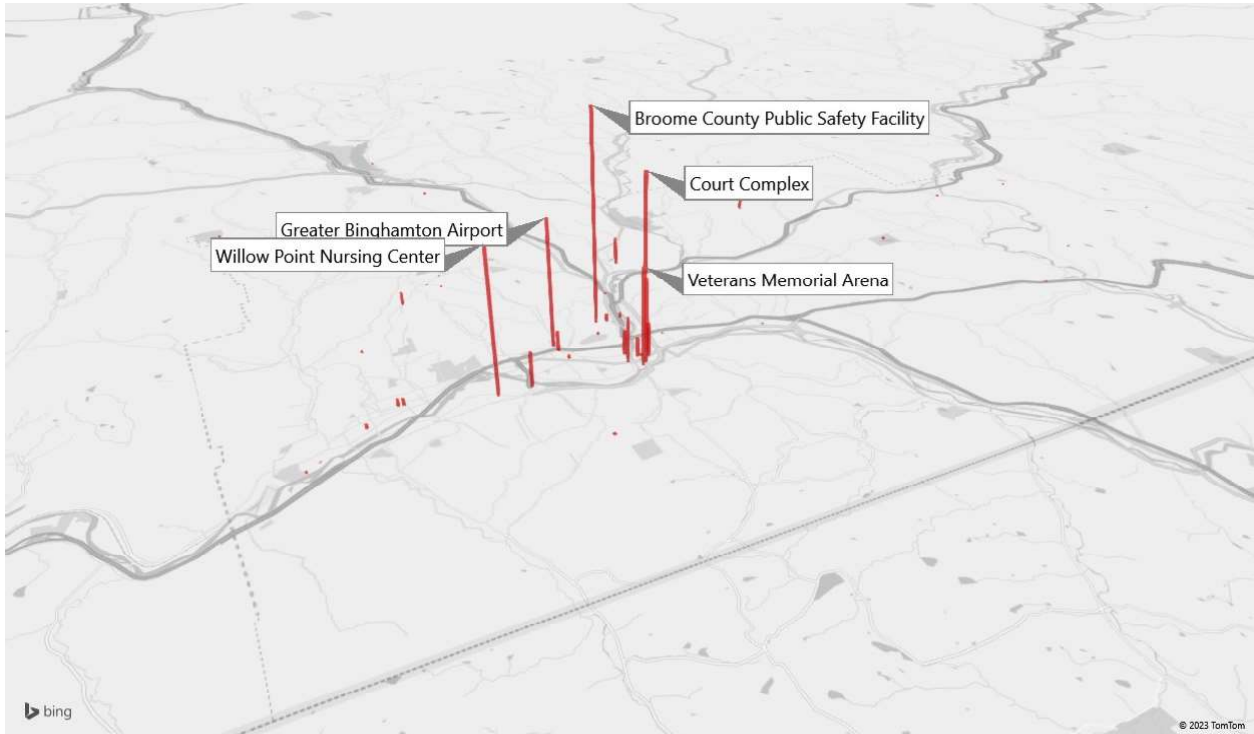 Broome County Public Safety Facility
Court Complex
Greater Binghamton Airport
Willow Point Nursing Center
Veterans Memorial Arena
bing
© 2023 TomTom